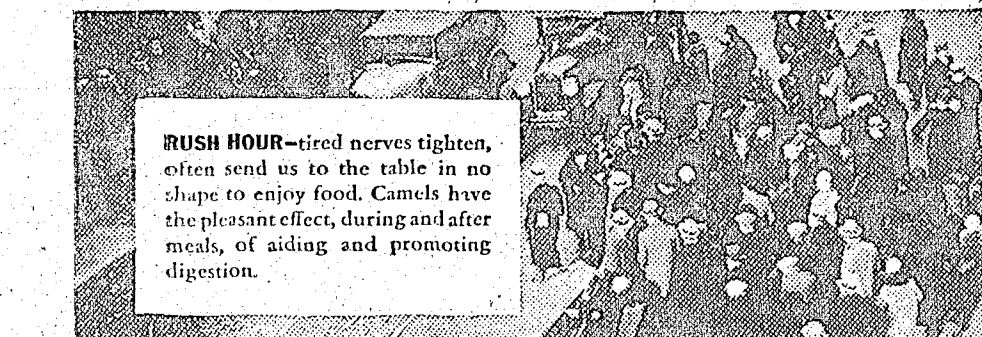 RUSH HOUR—tired nerves tighten,
often send us to the table in no
shape to enjoy food. Camels have
the pleasant effect, during and after
meals, of aiding and promoting
digestion.